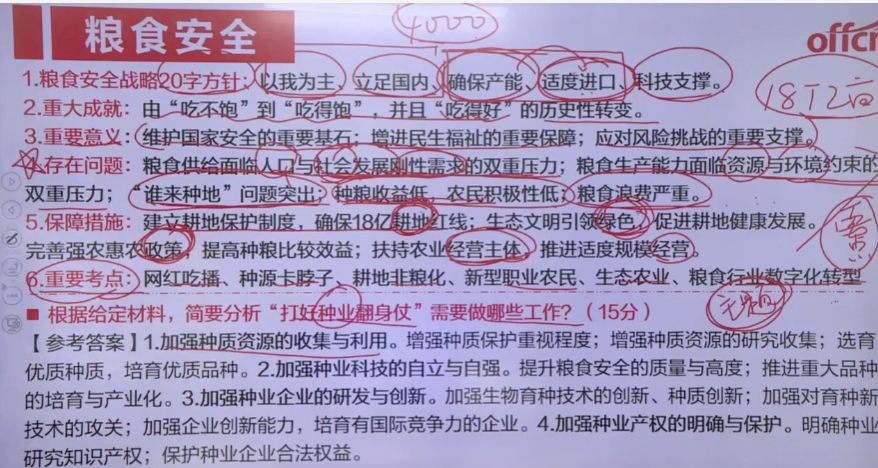 4000
粮食安全
offcn
1.粮食安全战略20字方针：以我为主、立足国内、确保产能、适度进口、科技支撑。
18亿亩
2.重大成就：由“吃不饱”到“吃得饱”，并且“吃得好”的历史性转变。
3.重要意义：维护国家安全的重要基石；增进民生福祉的重要保障；应对风险挑战的重要支撑。
4.存在问题：粮食供给面临人口与社会发展刚性需求的双重压力；粮食生产能力面临资源与环境约束的
双重压力；“谁来种地”问题突出；种粮收益低，农民积极性低；粮食浪费严重。
5.保障措施：建立耕地保护制度，确保18亿耕地红线；生态文明引领绿色，促进耕地健康发展。
完善强农惠农政策，提高种粮比较效益；扶持农业经营主体，推进适度规模经营。
6.重要考点：网红吃播、种源卡脖子、耕地非粮化、新型职业农民、生态农业、粮食行业数字化转型
■ 根据给定材料，简要分析“打好种业翻身仗”需要做哪些工作？（15分）
【参考答案】1.加强种质资源的收集与利用。增强种质保护重视程度；增强种质资源的研究收集；选育
优质种质，培育优质品种。2.加强种业科技的自立与自强。提升粮食安全的质量与高度；推进重大品种
的培育与产业化。3.加强种业企业的研发与创新。加强生物育种技术的创新、种质创新；加强对育种新
技术的攻关；加强企业创新能力，培育有国际竞争力的企业。4.加强种业产权的明确与保护。明确种业
研究知识产权；保护种业企业合法权益。